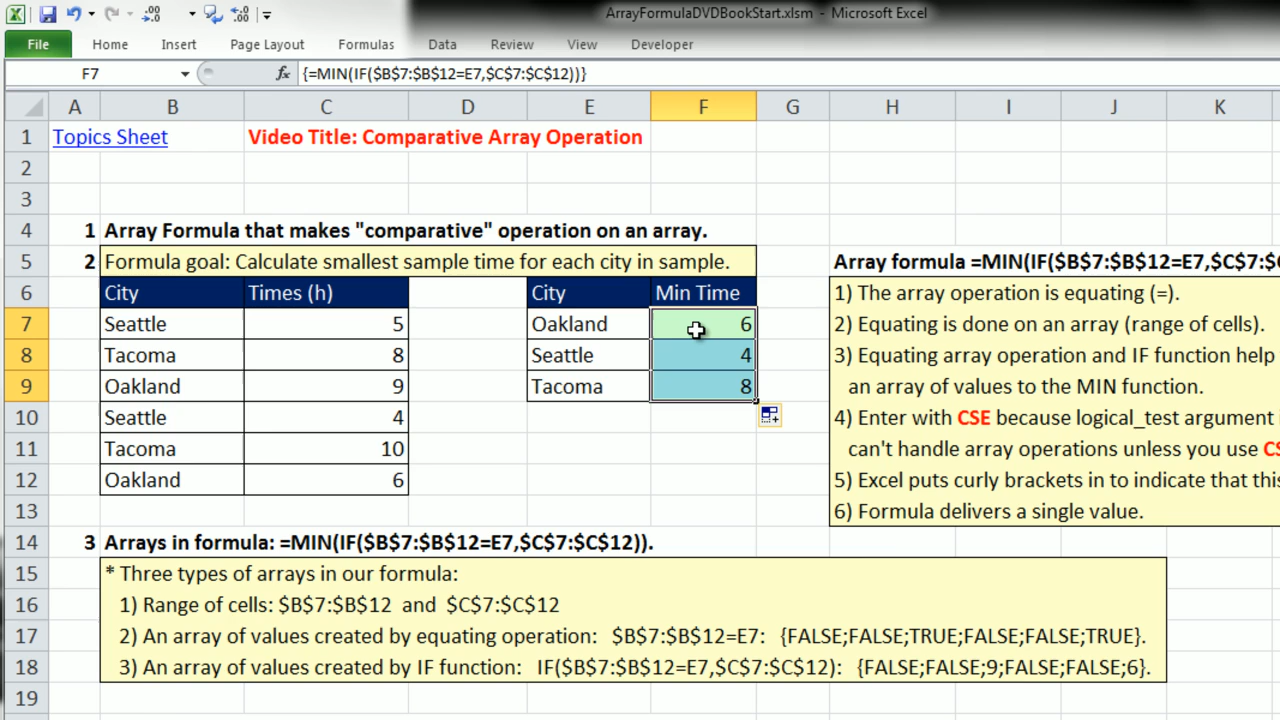 ArrayFormulaDVDBookStart.xlsm - Microsoft Excel
File Home Insert Page Layout Formulas Data Review View Developer
F7 fx {=MIN(IF($B$7:$B$12=E7,$C$7:$C$12))}
A B C D E F G H I J K
1 Topics Sheet Video Title: Comparative Array Operation
2
3
4 1 Array Formula that makes "comparative" operation on an array.
5 2 Formula goal: Calculate smallest sample time for each city in sample. Array formula =MIN(IF($B$7:$B$12=E7,$C$7:$C
6 City Times (h) City Min Time 1) The array operation is equating (=).
7 Seattle 5 Oakland 6 2) Equating is done on an array (range of cells).
8 Tacoma 8 Seattle 4 3) Equating array operation and IF function help
9 Oakland 9 Tacoma 8 an array of values to the MIN function.
10 Seattle 4 4) Enter with CSE because logical_test argument
11 Tacoma 10 can't handle array operations unless you use
12 Oakland 6 5) Excel puts curly brackets in to indicate that
13 6) Formula delivers a single value.
14 3 Arrays in formula: =MIN(IF($B$7:$B$12=E7,$C$7:$C$12)).
15 * Three types of arrays in our formula:
16 1) Range of cells: $B$7:$B$12 and $C$7:$C$12
17 2) An array of values created by equating operation: $B$7:$B$12=E7: {FALSE;FALSE;TRUE;FALSE;FALSE;TRUE}.
18 3) An array of values created by IF function: IF($B$7:$B$12=E7,$C$7:$C$12): {FALSE;FALSE;9;FALSE;FALSE;6}.
19